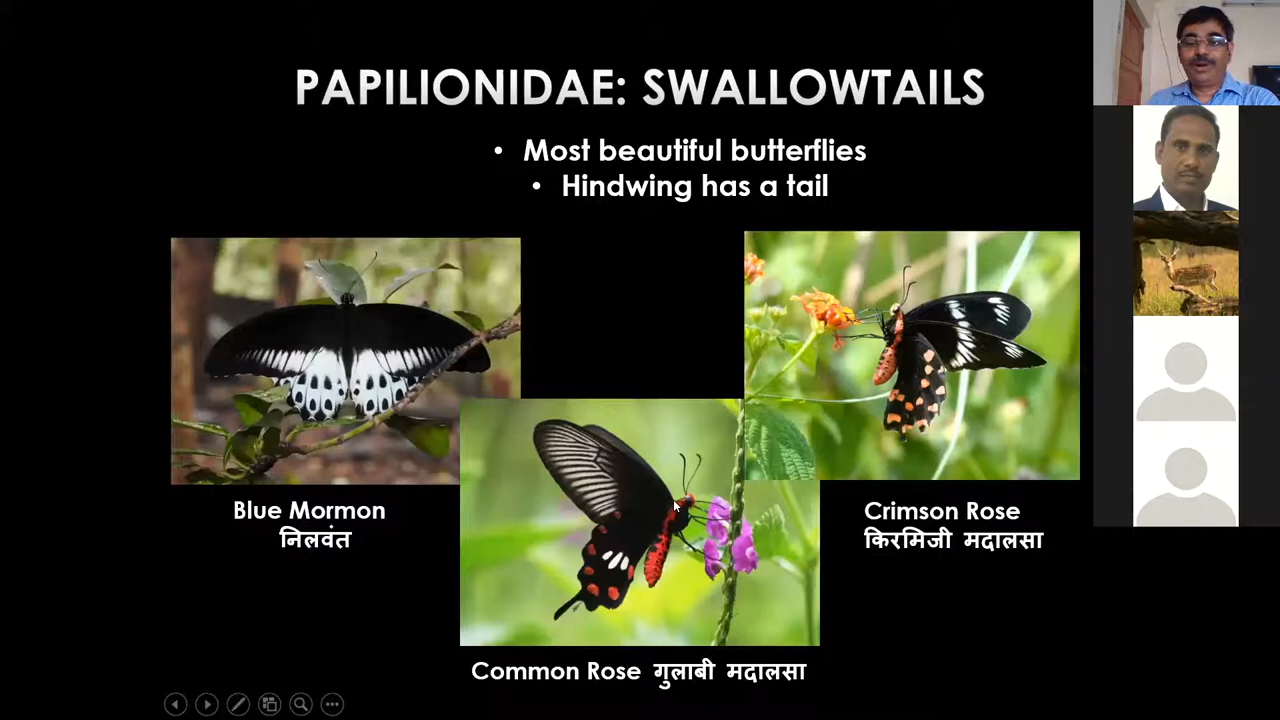 PAPILIONIDAE: SWALLOWTAILS
• Most beautiful butterflies
• Hindwing has a tail
Blue Mormon
निलवंत
Crimson Rose
किरमिजी मदालसा
Common Rose गुलाबी मदालसा